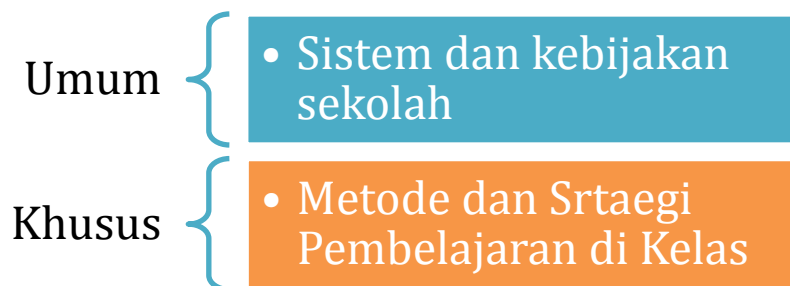 Umum
• Sistem dan kebijakan
sekolah
Khusus
• Metode dan Srtaegi
Pembelajaran di Kelas